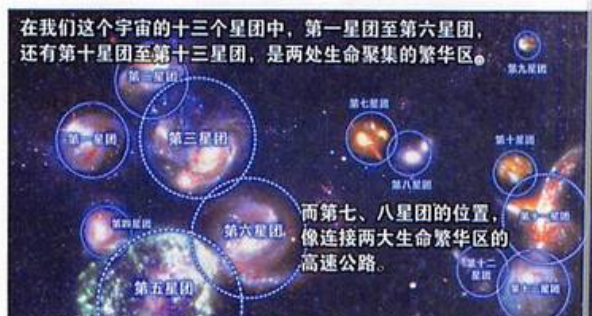 在我们这个宇宙的十三个星团中，第一星团至第六星团，
还有第十星团至第十三星团，是两处生命聚集的繁华区。
第九星团
第二星团
第七星团
第一星团
第三星团
第十星团
第八星团
第四星团
第六星团
第十一星团
而第七、八星团的位置，
像连接两大生命繁华区的
高速公路。
第十二
星团
第五星团
第十三星团